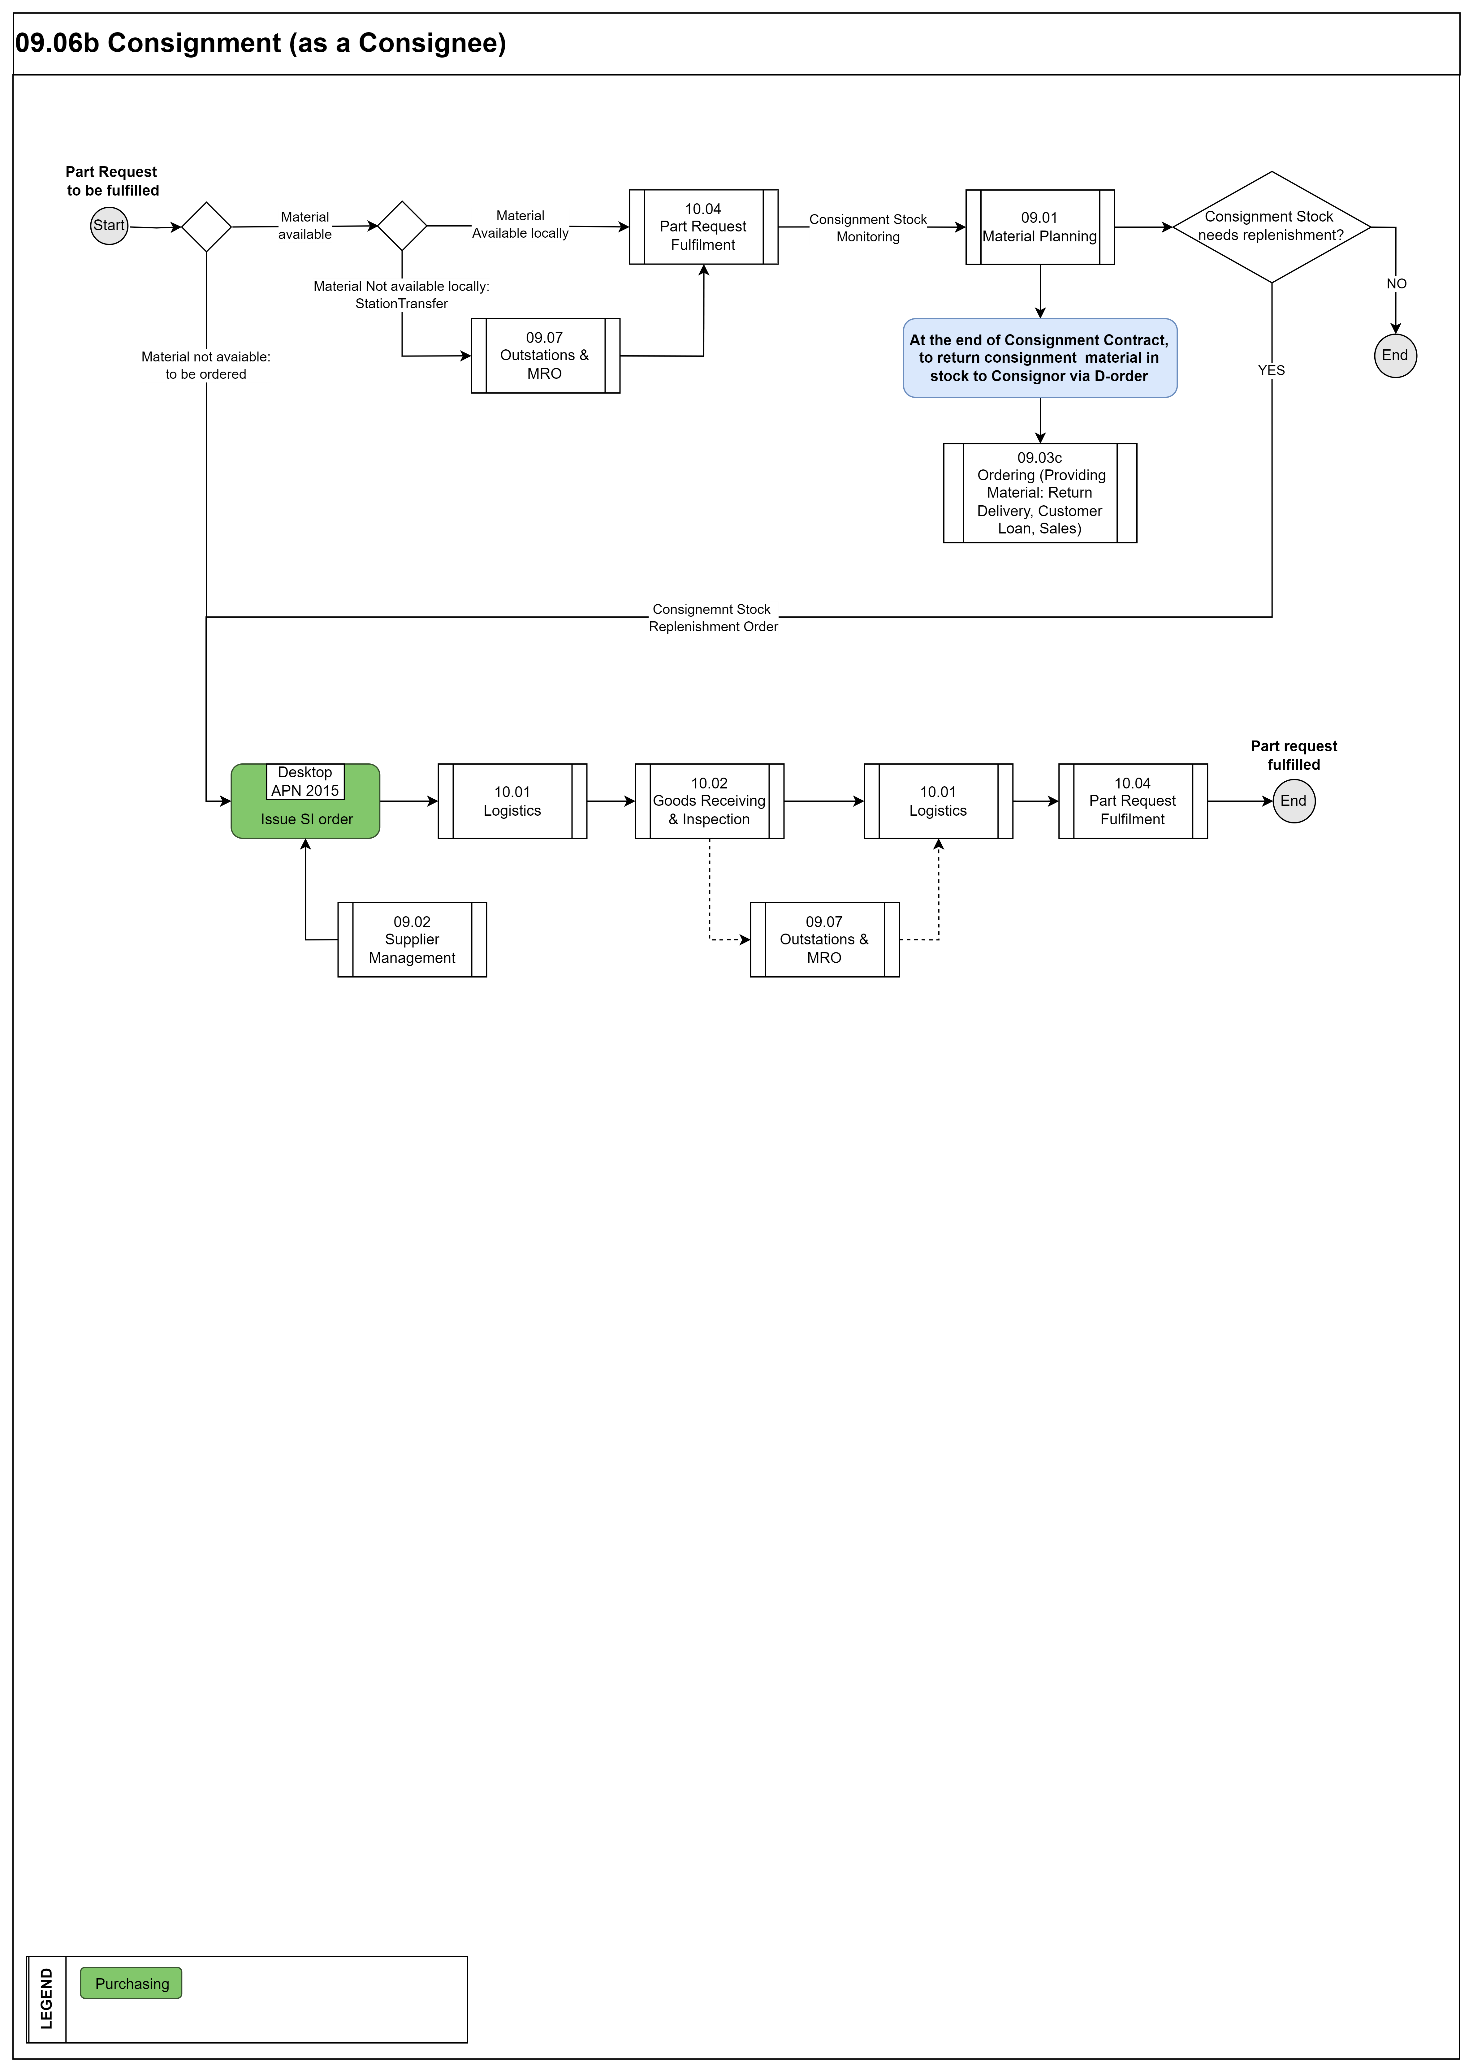 09.06b Consignment (as a Consignee)
Part Request
to be fulfilled
Start
Material
available
Material
Available locally
10.04
Part Request
Fulfilment
Consignment Stock
Monitoring
09.01
Material Planning
Consignment Stock
needs replenishment?
NO
End
YES
Material Not available locally:
StationTransfer
09.07
Outstations &
MRO
Material not avaiable:
to be ordered
At the end of Consignment Contract,
to return consignment material in
stock to Consignor via D-order
09.03c
Ordering (Providing
Material: Return
Delivery, Customer
Loan, Sales)
Consignemnt Stock
Replenishment Order
Desktop
APN 2015
Issue SI order
10.01
Logistics
10.02
Goods Receiving
& Inspection
10.01
Logistics
10.04
Part Request
Fulfilment
Part request
fulfilled
End
09.02
Supplier
Management
09.07
Outstations &
MRO
LEGEND
Purchasing